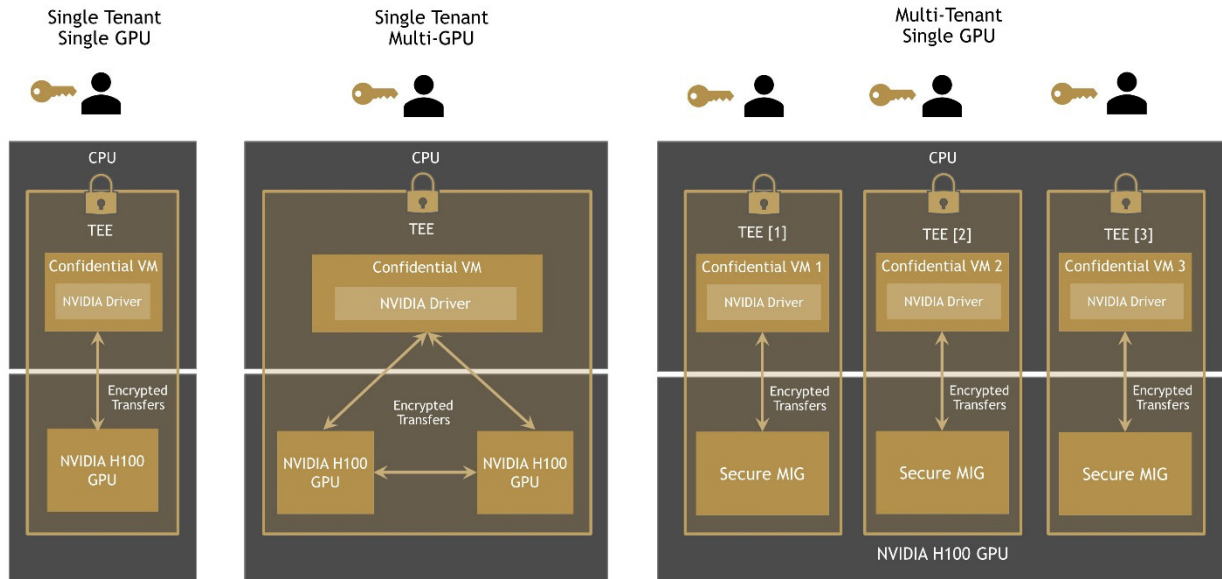 Single Tenant
Single GPU
CPU
TEE
Confidential VM
NVIDIA Driver
Encrypted
Transfers
NVIDIA H100
GPU
Single Tenant
Multi-GPU
CPU
TEE
Confidential VM
NVIDIA Driver
Encrypted
Transfers
NVIDIA H100
GPU
NVIDIA H100
GPU
Multi-Tenant
Single GPU
CPU
TEE [1]
Confidential VM 1
NVIDIA Driver
Encrypted
Transfers
Secure MIG
TEE [2]
Confidential VM 2
NVIDIA Driver
Encrypted
Transfers
Secure MIG
TEE [3]
Confidential VM 3
NVIDIA Driver
Encrypted
Transfers
Secure MIG
NVIDIA H100 GPU